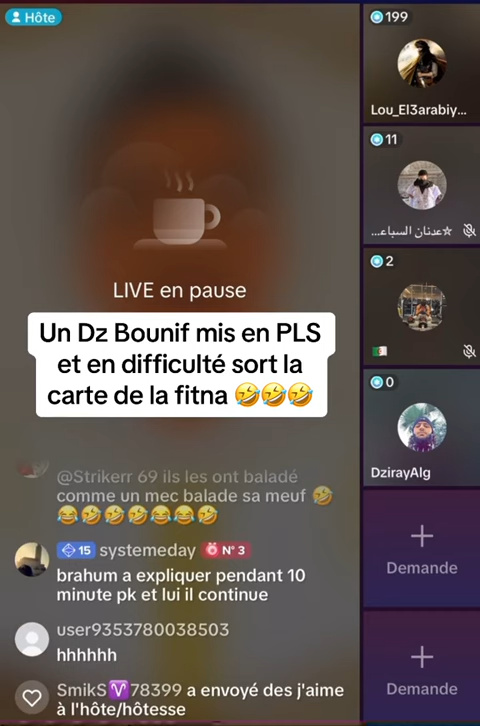 Hôte
199
Lou_El3arabiy...
11
عدنان السباعـ...
2
0
DzirayAlg
LIVE en pause
Un Dz Bounif mis en PLS
et en difficulté sort la
carte de la fitna 🤣🤣🤣
@Strikerr 69 ils les ont baladé
comme un mec balade sa meuf 🤣
😂🤣🤣🤣😂😂🤣
15 systemeday N° 3
brahum a expliquer pendant 10
minute pk et lui il continue
user9353780038503
hhhhhh
SmikS♈78399 a envoyé des j'aime
à l'hôte/hôtesse
Demande
Demande